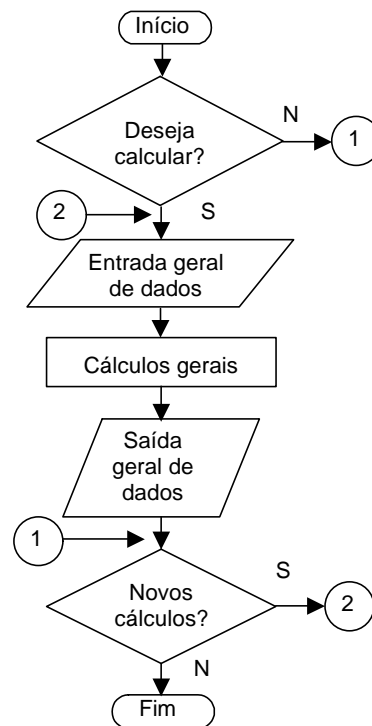 Início
Deseja
calcular?
N
1
2
S
Entrada geral
de dados
Cálculos gerais
Saída
geral de
dados
1
Novos
cálculos?
S
2
N
Fim